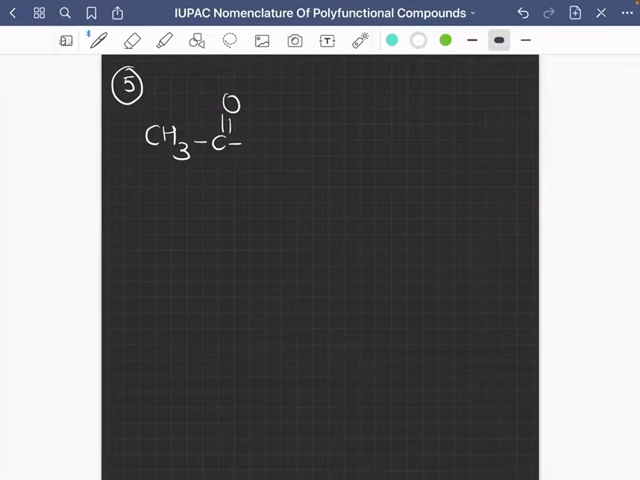 IUPAC Nomenclature Of Polyfunctional Compounds
T
5
O
CH3-C-